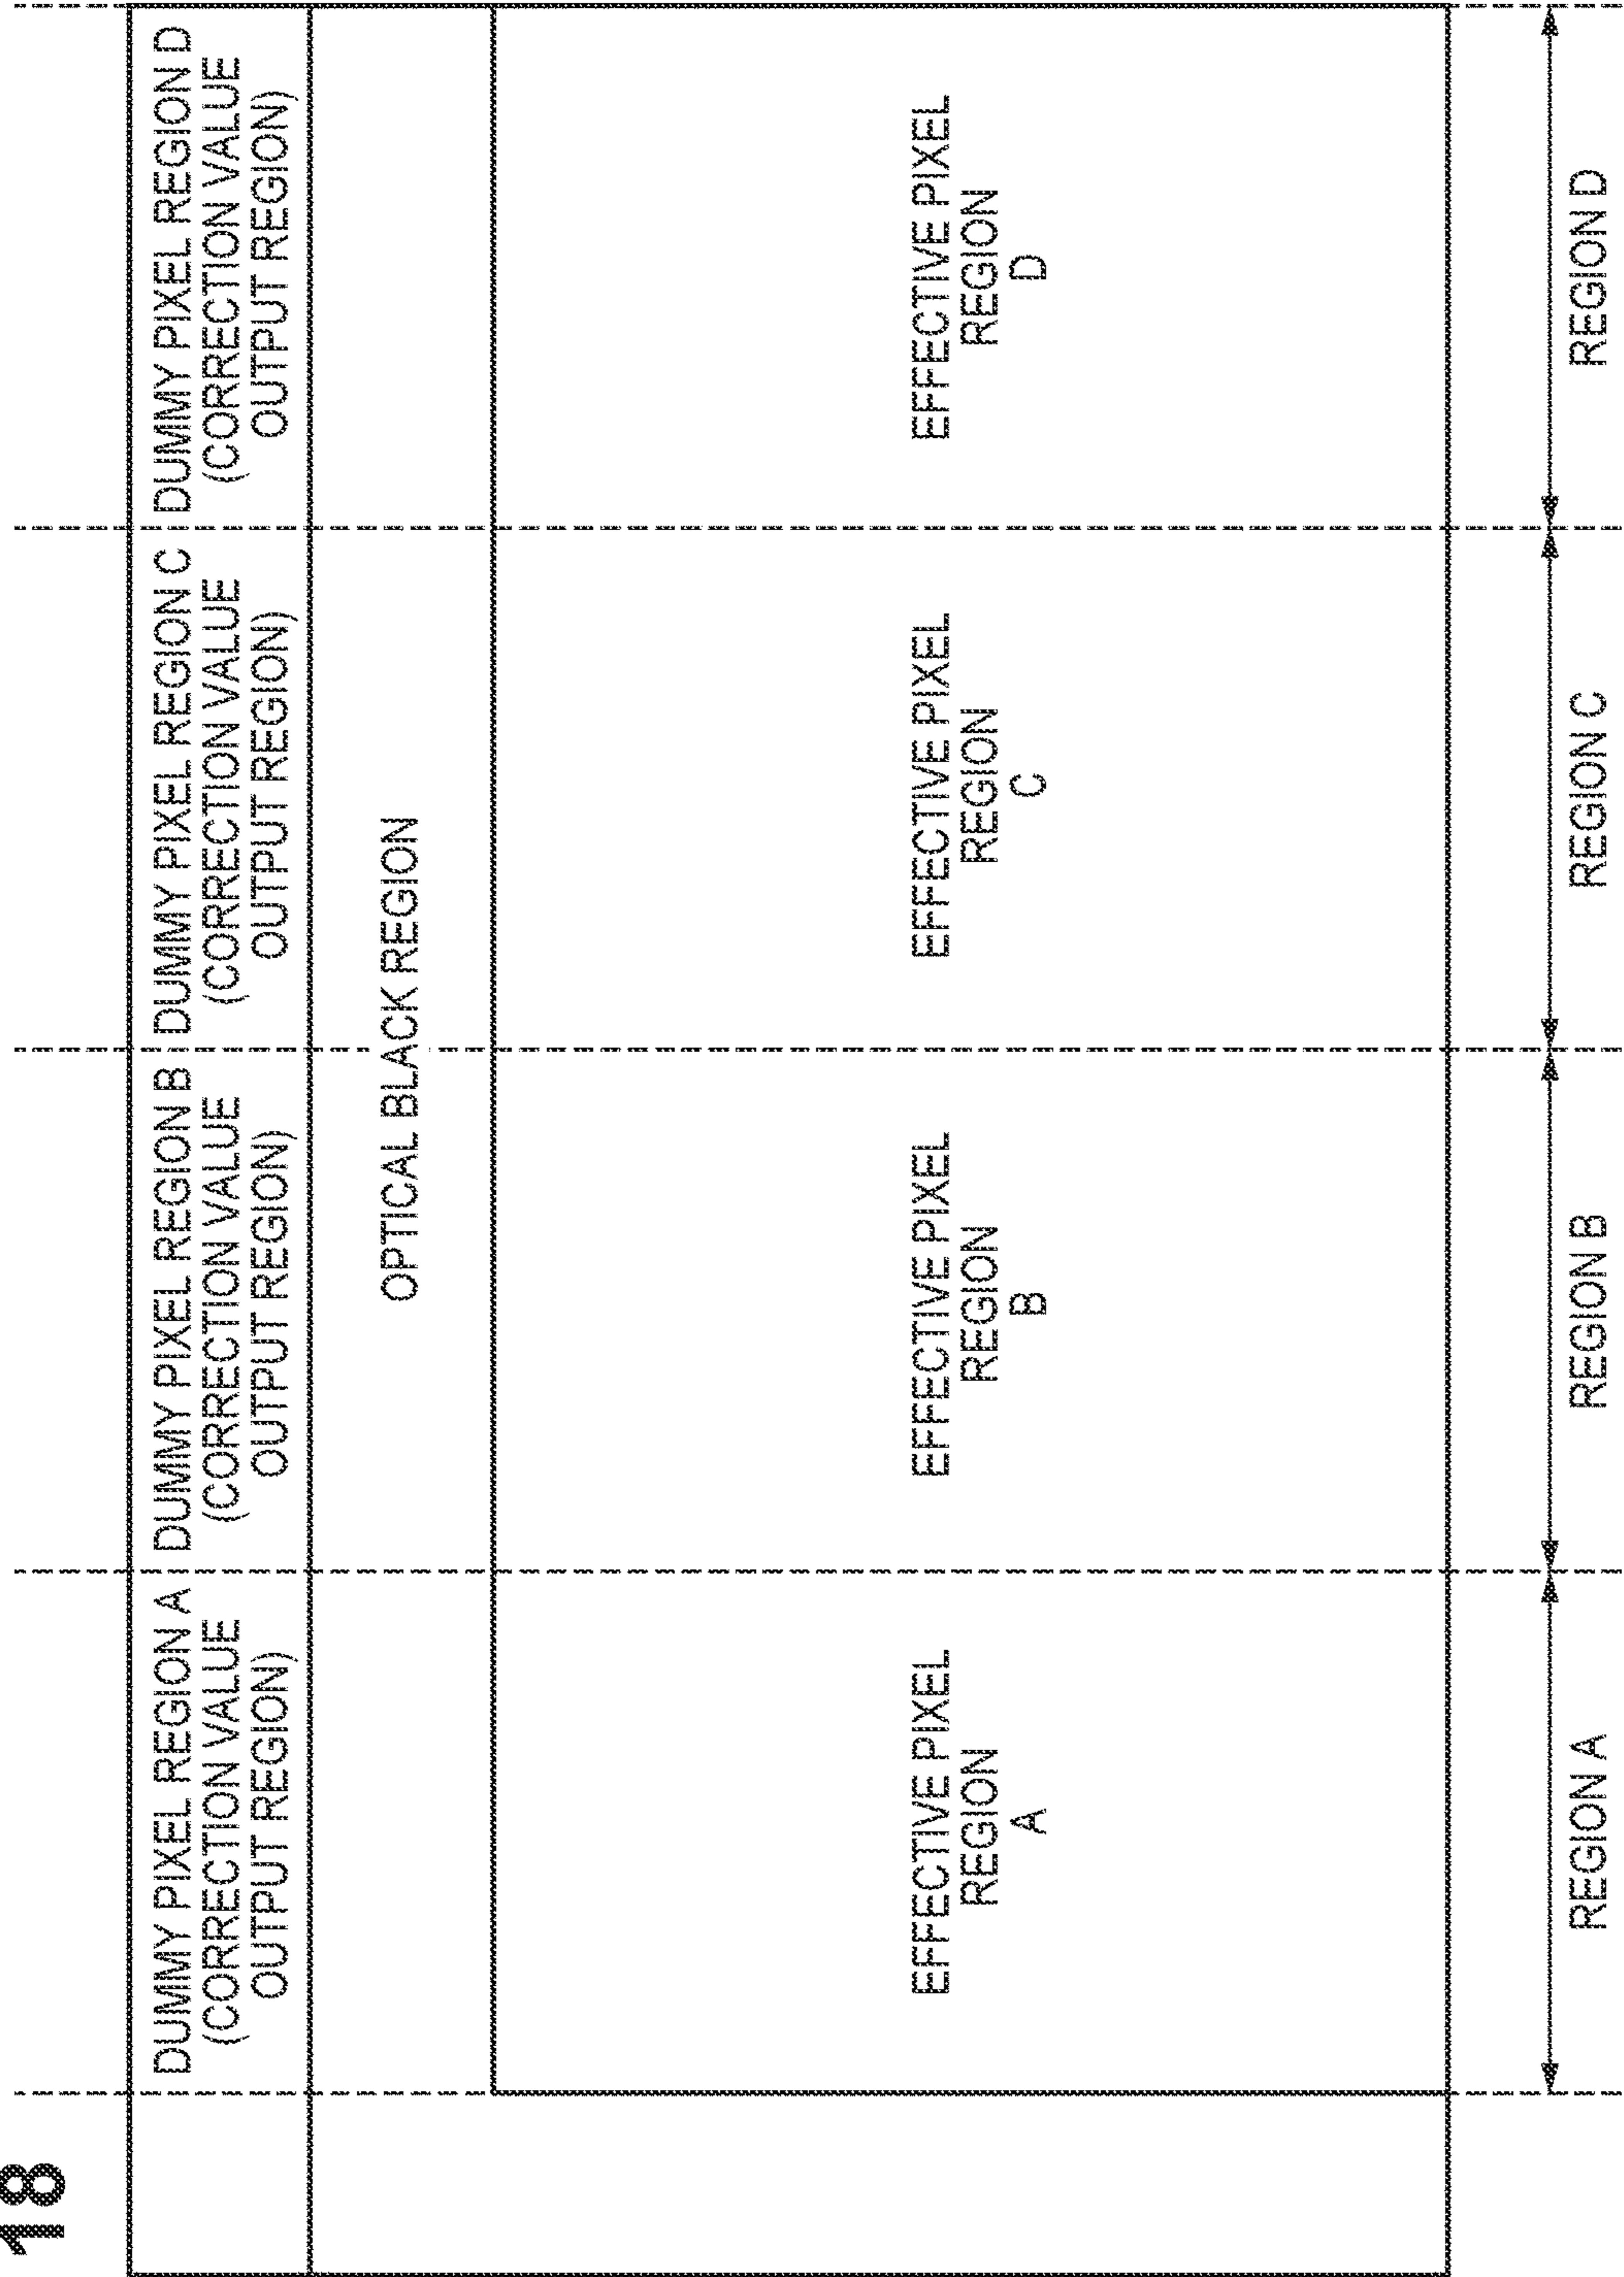 18
DUMMY PIXEL REGION A
(CORRECTION VALUE
OUTPUT REGION)
DUMMY PIXEL REGION B
(CORRECTION VALUE
OUTPUT REGION)
DUMMY PIXEL REGION C
(CORRECTION VALUE
OUTPUT REGION)
DUMMY PIXEL REGION D
(CORRECTION VALUE
OUTPUT REGION)
OPTICAL BLACK REGION
EFFECTIVE PIXEL
REGION
A
EFFECTIVE PIXEL
REGION
B
EFFECTIVE PIXEL
REGION
C
EFFECTIVE PIXEL
REGION
D
REGION A
REGION B
REGION C
REGION D